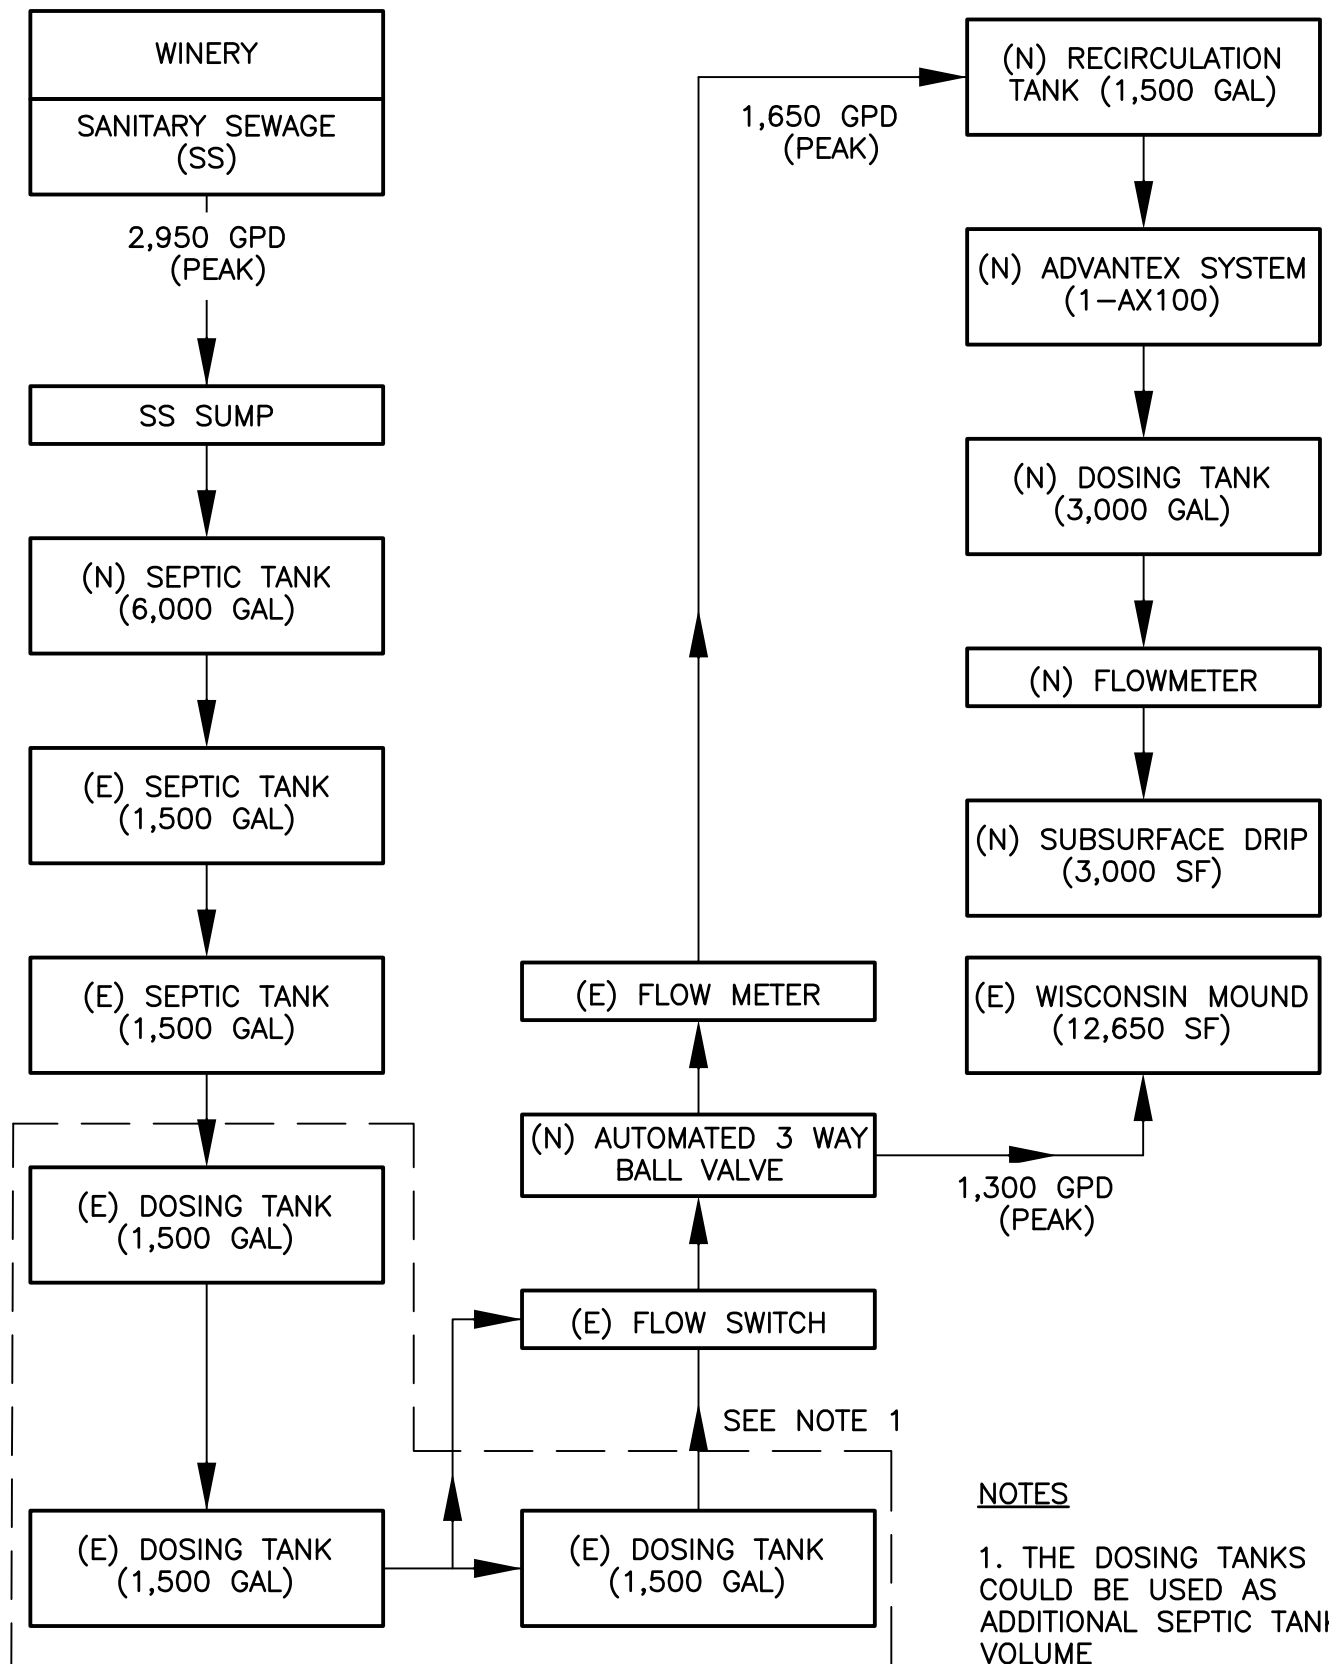 WINERY
SANITARY SEWAGE
(SS)
2,950 GPD
(PEAK)
SS SUMP
(N) SEPTIC TANK
(6,000 GAL)
(E) SEPTIC TANK
(1,500 GAL)
(E) SEPTIC TANK
(1,500 GAL)
(E) DOSING TANK
(1,500 GAL)
(E) DOSING TANK
(1,500 GAL)
(E) DOSING TANK
(1,500 GAL)
SEE NOTE 1
(E) FLOW SWITCH
(N) AUTOMATED 3 WAY
BALL VALVE
(E) FLOW METER
1,300 GPD
(PEAK)
(E) WISCONSIN MOUND
(12,650 SF)
1,650 GPD
(PEAK)
(N) RECIRCULATION
TANK (1,500 GAL)
(N) ADVANTEX SYSTEM
(1-AX100)
(N) DOSING TANK
(3,000 GAL)
(N) FLOWMETER
(N) SUBSURFACE DRIP
(3,000 SF)
NOTES
1. THE DOSING TANKS
COULD BE USED AS
ADDITIONAL SEPTIC TANK
VOLUME